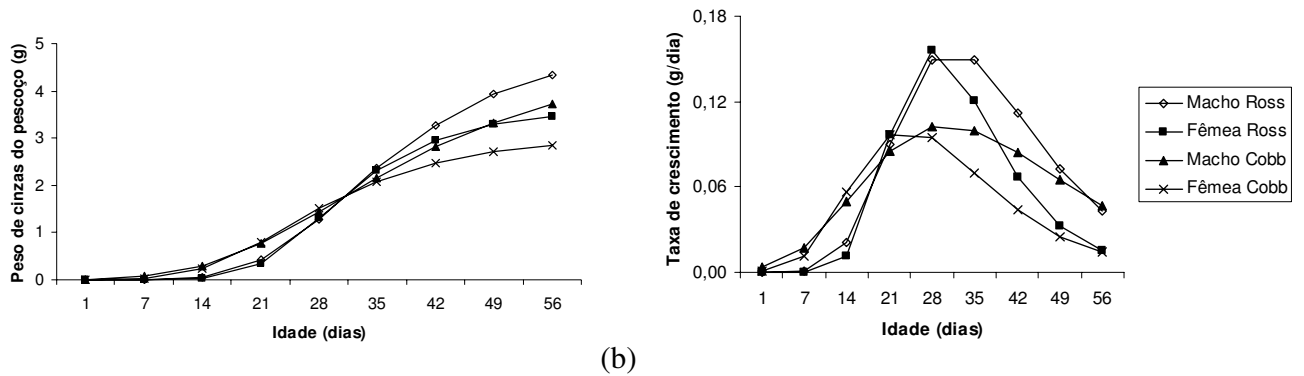 Peso de cinzas do pescoço (g)
5
4
3
2
1
0
1 7 14 21 28 35 42 49 56
Idade (dias)
Taxa de crescimento (g/dia)
0,18
0,12
0,06
0,00
1 7 14 21 28 35 42 49 56
Idade (dias)
Macho Ross
Fêmea Ross
Macho Cobb
Fêmea Cobb
(b)